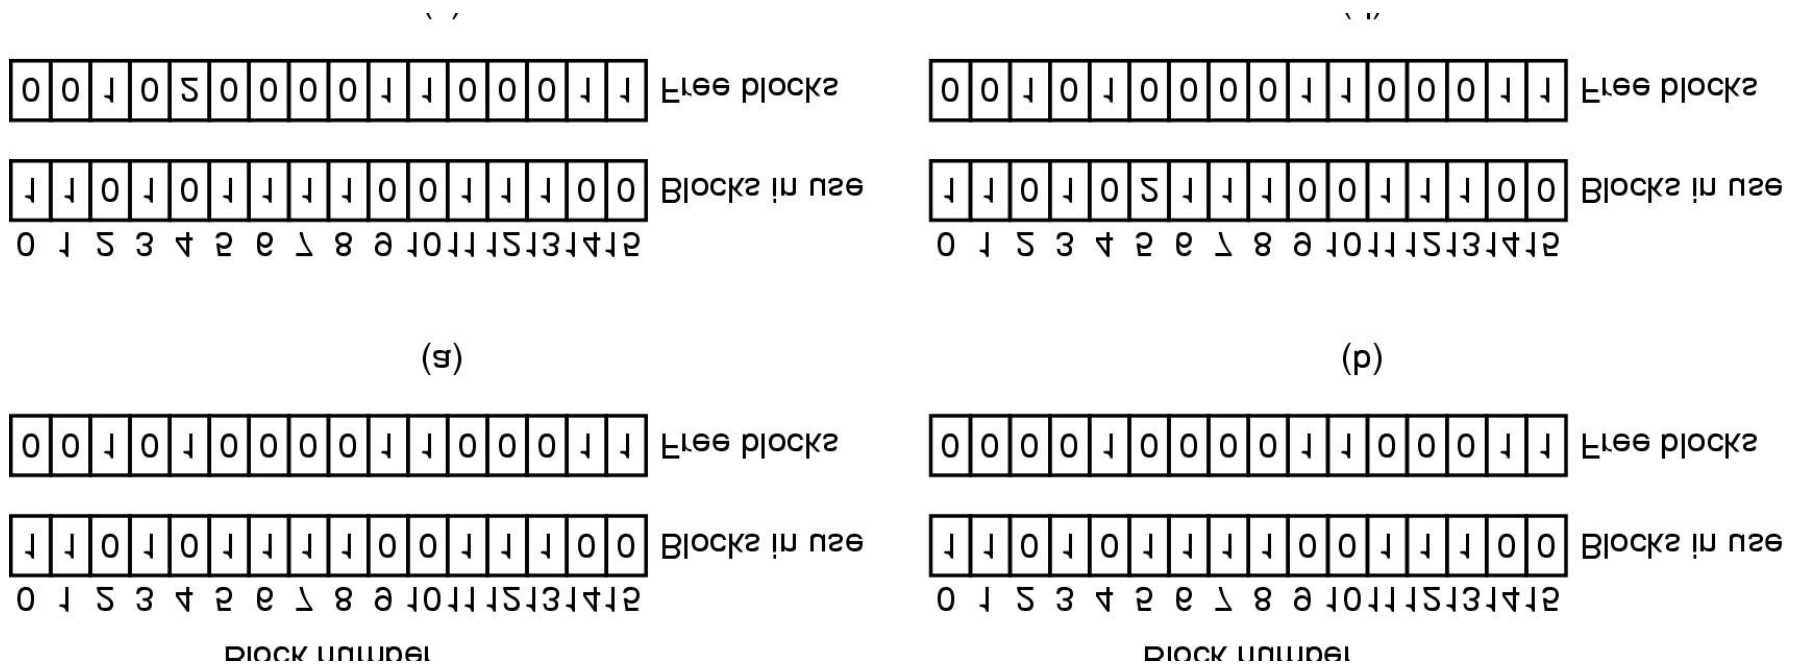 Block number
0 1 2 3 4 5 6 7 8 9 10 11 12 13 14 15
1 1 0 1 0 1 1 1 1 0 0 1 1 1 0 0 Blocks in use
0 0 1 0 1 0 0 0 0 1 1 0 0 0 1 1 Free blocks
(a)
Block number
0 1 2 3 4 5 6 7 8 9 10 11 12 13 14 15
1 1 0 1 0 1 1 1 1 0 0 1 1 1 0 0 Blocks in use
0 0 0 0 1 0 0 0 0 1 1 0 0 0 1 1 Free blocks
(b)
0 1 2 3 4 5 6 7 8 9 10 11 12 13 14 15
1 1 0 1 0 1 1 1 1 0 0 1 1 1 0 0 Blocks in use
0 0 1 0 2 0 0 0 0 1 1 0 0 0 1 1 Free blocks
0 1 2 3 4 5 6 7 8 9 10 11 12 13 14 15
1 1 0 1 0 2 1 1 1 0 0 1 1 1 0 0 Blocks in use
0 0 1 0 1 0 0 0 0 1 1 0 0 0 1 1 Free blocks